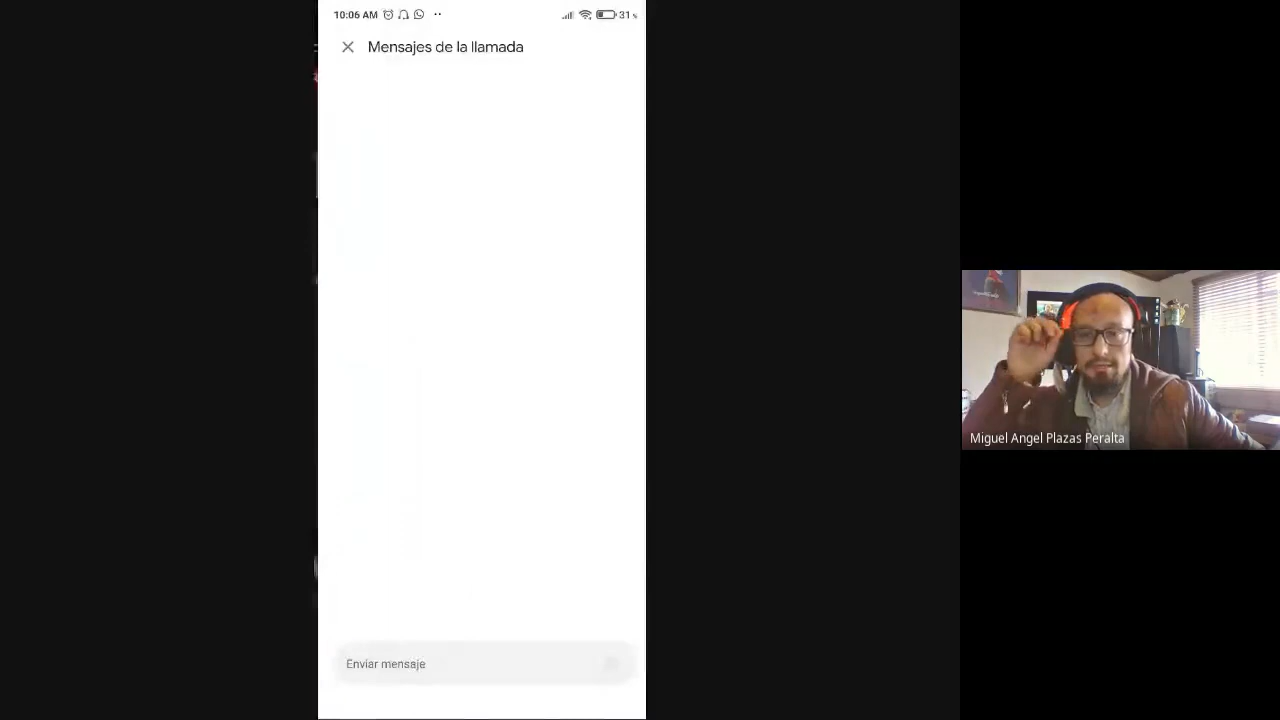 10:06 AM
31%
Mensajes de la llamada
Enviar mensaje
Miguel Angel Plazas Peralta